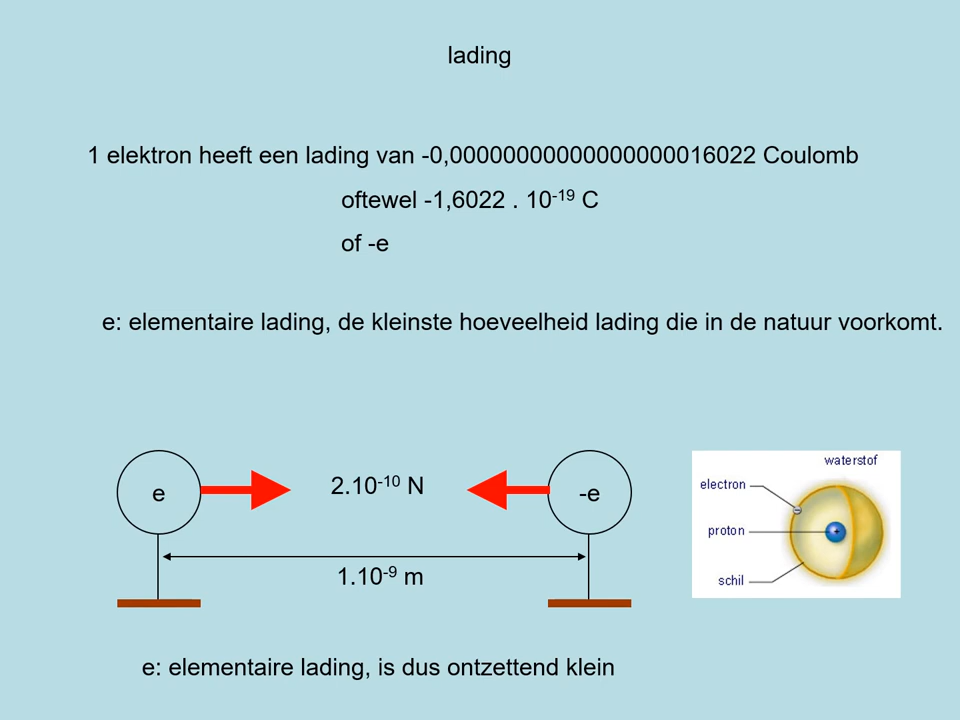 lading
1 elektron heeft een lading van -0,00000000000000000016022 Coulomb
oftewel -1,6022 . 10⁻¹⁹ C
of -e
e: elementaire lading, de kleinste hoeveelheid lading die in de natuur voorkomt.
e
2.10⁻¹⁰ N
-e
1.10⁻⁹ m
waterstof
electron
proton
schil
e: elementaire lading, is dus ontzettend klein